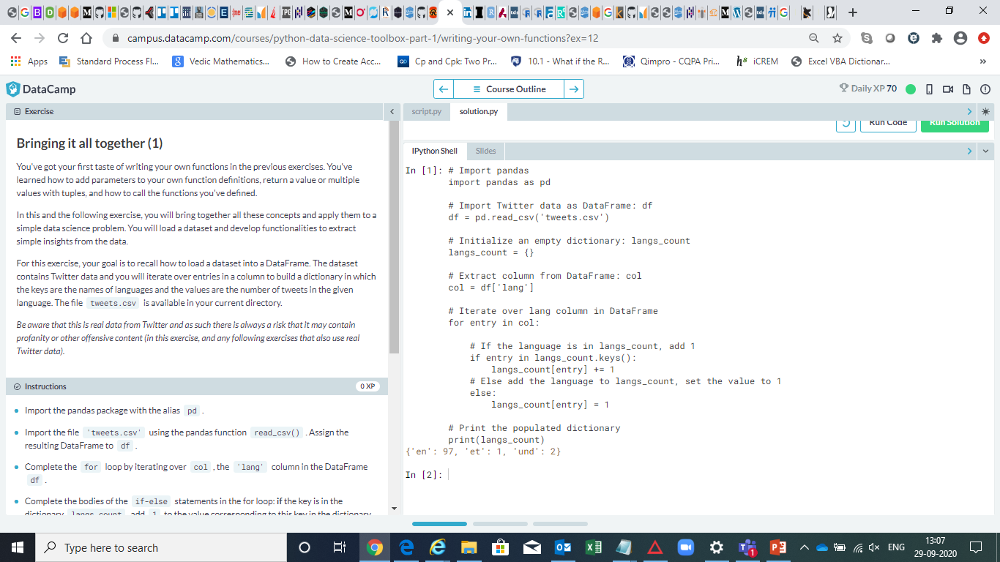 campus.datacamp.com/courses/python-data-science-toolbox-part-1/writing-your-own-functions?ex=12
Apps Standard Process Fl... Vedic Mathematics... How to Create Acc... Cp and Cpk: Two Pr... 10.1 - What if the R... Qimpro - CQPA Pri... iCREM Excel VBA Dictionar... »
DataCamp
Course Outline
Daily XP 70
Exercise
script.py solution.py
Run Code Run Solution
Bringing it all together (1)
You've got your first taste of writing your own functions in the previous exercises. You've
learned how to add parameters to your own function definitions, return a value or multiple
values with tuples, and how to call the functions you've defined.
In this and the following exercise, you will bring together all these concepts and apply them to a
simple data science problem. You will load a dataset and develop functionalities to extract
simple insights from the data.
For this exercise, your goal is to recall how to load a dataset into a DataFrame. The dataset
contains Twitter data and you will iterate over entries in a column to build a dictionary in which
the keys are the names of languages and the values are the number of tweets in the given
language. The file tweets.csv is available in your current directory.
Be aware that this is real data from Twitter and as such there is always a risk that it may contain
profanity or other offensive content (in this exercise, and any following exercises that also use real
Twitter data).
Instructions
0 XP
Import the pandas package with the alias pd .
Import the file 'tweets.csv' using the pandas function read_csv() . Assign the
resulting DataFrame to df .
Complete the for loop by iterating over col , the 'lang' column in the DataFrame
df .
Complete the bodies of the if-else statements in the for loop: if the key is in the
dictionary langs_count , add 1 to the value corresponding to this key in the dictionary
IPython Shell Slides
In [1]: # Import pandas
import pandas as pd
# Import Twitter data as DataFrame: df
df = pd.read_csv('tweets.csv')
# Initialize an empty dictionary: langs_count
langs_count = {}
# Extract column from DataFrame: col
col = df['lang']
# Iterate over lang column in DataFrame
for entry in col:
# If the language is in langs_count, add 1
if entry in langs_count.keys():
langs_count[entry] += 1
# Else add the language to langs_count, set the value to 1
else:
langs_count[entry] = 1
# Print the populated dictionary
print(langs_count)
{'en': 97, 'et': 1, 'und': 2}
In [2]:
Type here to search
ENG
13:07
29-09-2020